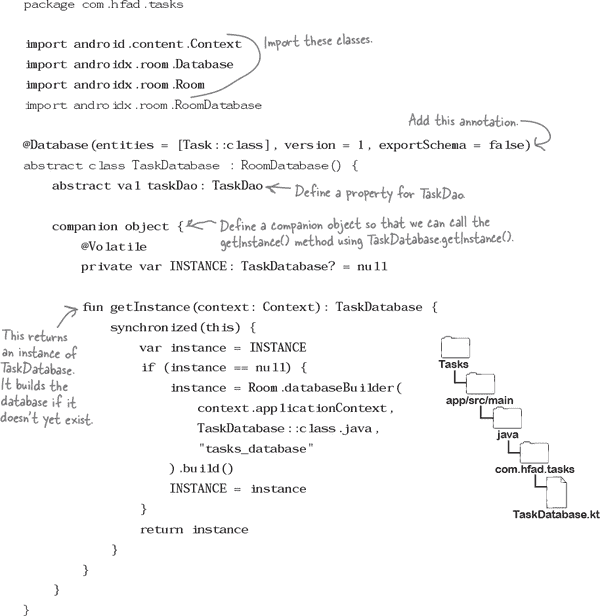 package com.hfad.tasks
import android.content.Context
import androidx.room.Database
import androidx.room.Room
import androidx.room.RoomDatabase
Import these classes.
Add this annotation.
@Database(entities = [Task::class], version = 1, exportSchema = false)
abstract class TaskDatabase : RoomDatabase() {
abstract val taskDao: TaskDao
Define a property for TaskDao.
companion object {
Define a companion object so that we can call the
getInstance() method using TaskDatabase.getInstance().
@Volatile
private var INSTANCE: TaskDatabase? = null
fun getInstance(context: Context): TaskDatabase {
This returns
an instance of
TaskDatabase.
It builds the
database if it
doesn't yet exist.
synchronized(this) {
var instance = INSTANCE
if (instance == null) {
instance = Room.databaseBuilder(
context.applicationContext,
TaskDatabase::class.java,
"tasks_database"
).build()
INSTANCE = instance
}
return instance
}
}
}
}
Tasks
app/src/main
java
com.hfad.tasks
TaskDatabase.kt